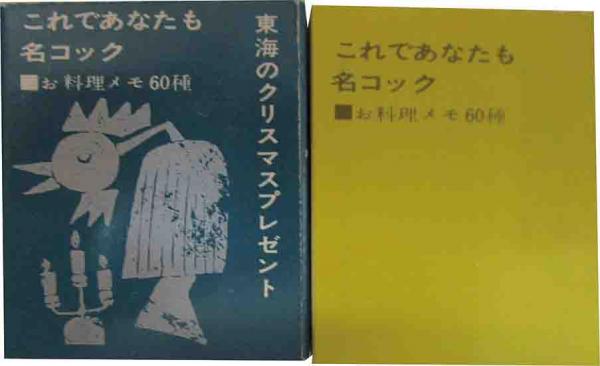 東海のクリスマスプレゼント
これであなたも
名コック
■お料理メモ60種
これであなたも
名コック
■お料理メモ60種